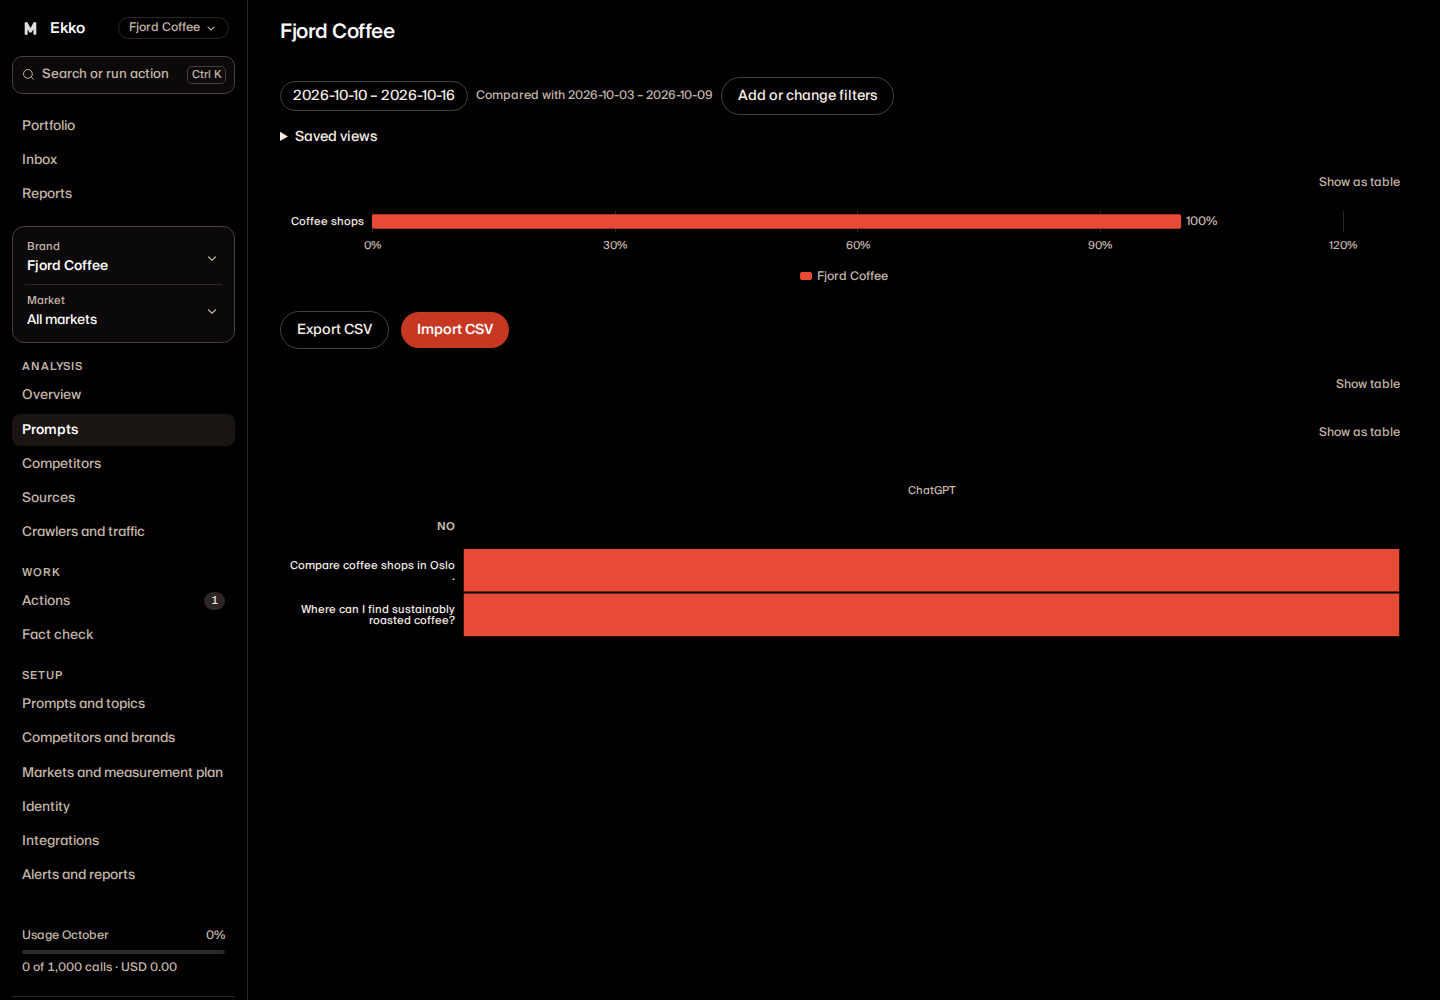 Ekko
Fjord Coffee
Search or run action
Ctrl K
Portfolio
Inbox
Reports
Brand
Fjord Coffee
Market
All markets
ANALYSIS
Overview
Prompts
Competitors
Sources
Crawlers and traffic
WORK
Actions
1
Fact check
SETUP
Prompts and topics
Competitors and brands
Markets and measurement plan
Identity
Integrations
Alerts and reports
Usage October
0%
0 of 1,000 calls · USD 0.00
Fjord Coffee
2026-10-10 – 2026-10-16
Compared with 2026-10-03 – 2026-10-09
Add or change filters
Saved views
Show as table
Coffee shops
100%
0%
30%
60%
90%
120%
Fjord Coffee
Export CSV
Import CSV
Show table
Show as table
ChatGPT
NO
Compare coffee shops in Oslo
.
Where can I find sustainably
roasted coffee?